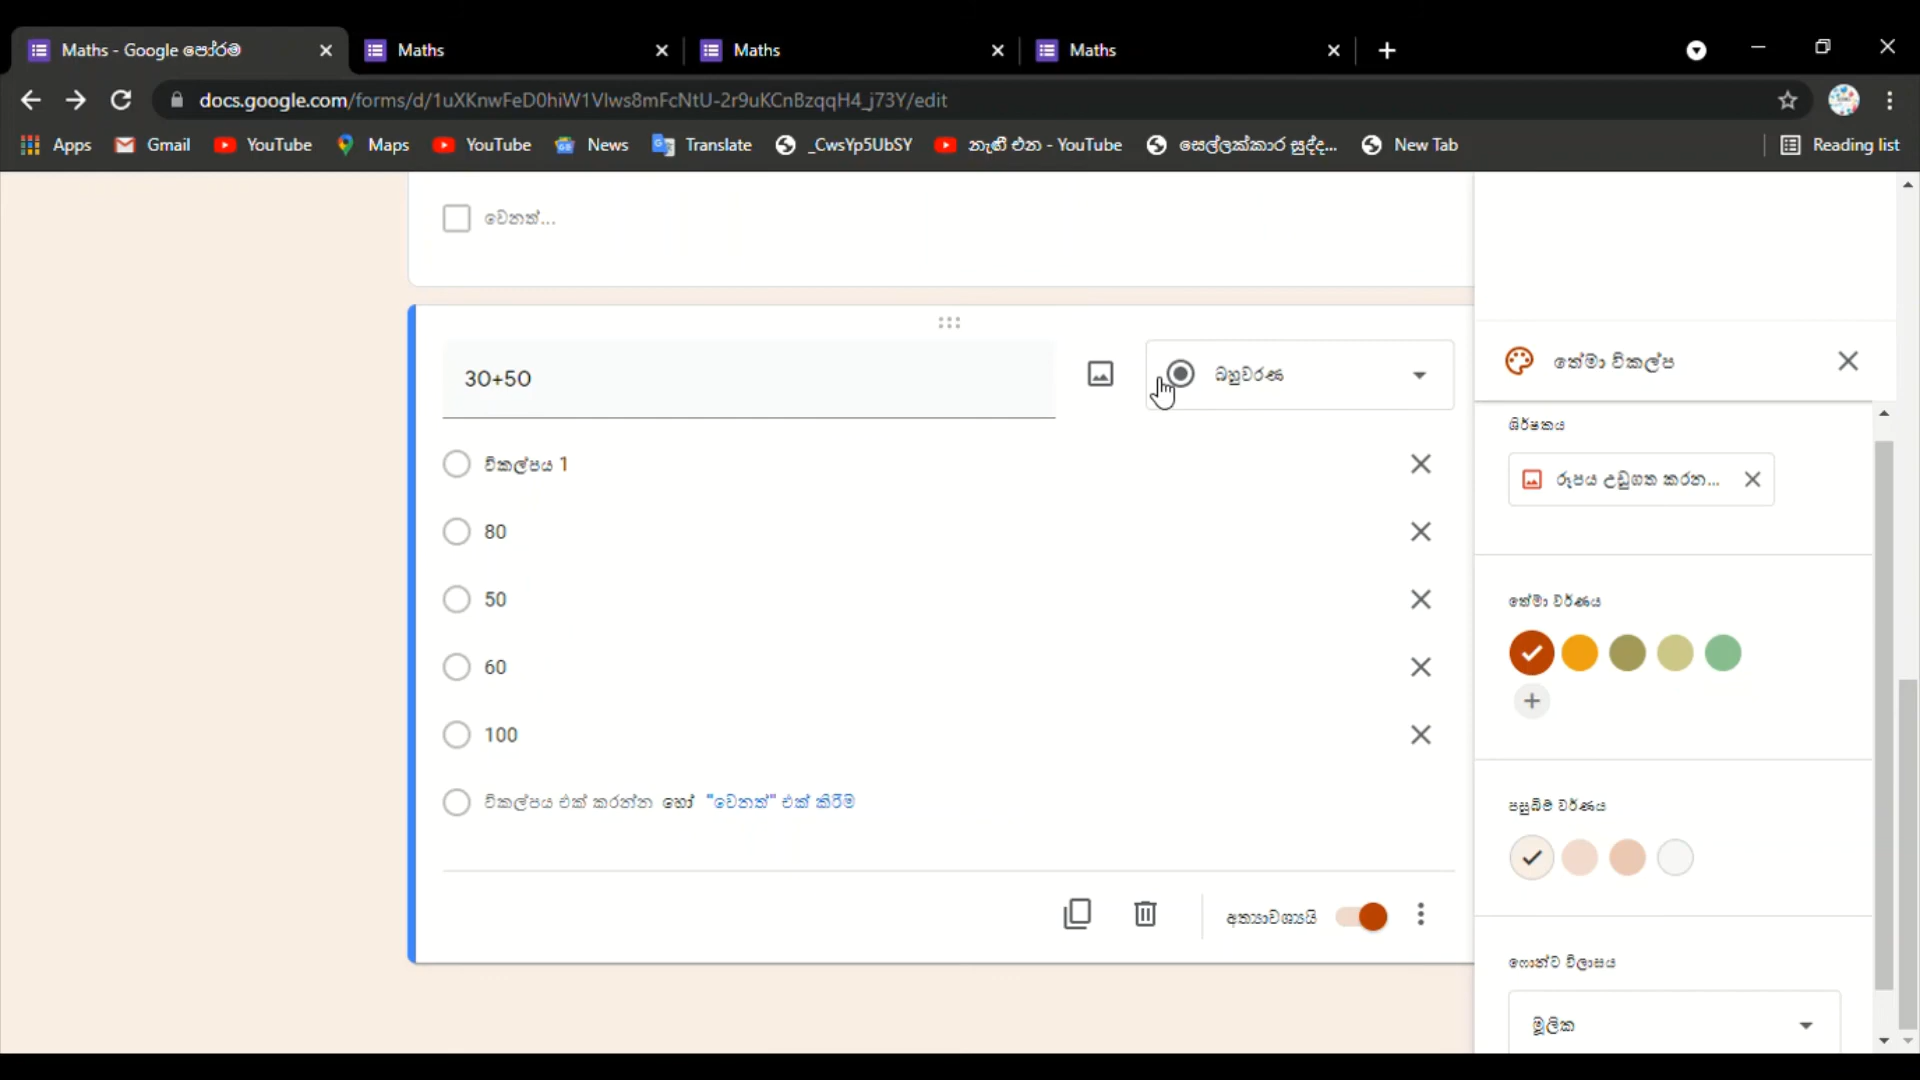 Maths - Google පෝරම
Maths
Maths
Maths
docs.google.com/forms/d/1uXKnwFeD0hiW1Vlws8mFcNtU-2r9uKCnBzqqH4_j73Y/edit
Apps
Gmail
YouTube
Maps
YouTube
News
Translate
_CwsYp5UbSY
නැඟී එන - YouTube
සෙල්ලක්කාර සුද්ද...
New Tab
Reading list
වෙනත්...
30+50
බහුවරණ
තේමා විකල්ප
ශීර්ෂකය
විකල්පය 1
රූපය උඩුගත කරන...
80
50
තේමා වර්ණය
60
100
විකල්පය එක් කරන්න හෝ "වෙනත්" එක් කිරීම
පසුබිම් වර්ණය
අත්‍යාවශ්‍යයි
ෆොන්ට විලාසය
මූලික